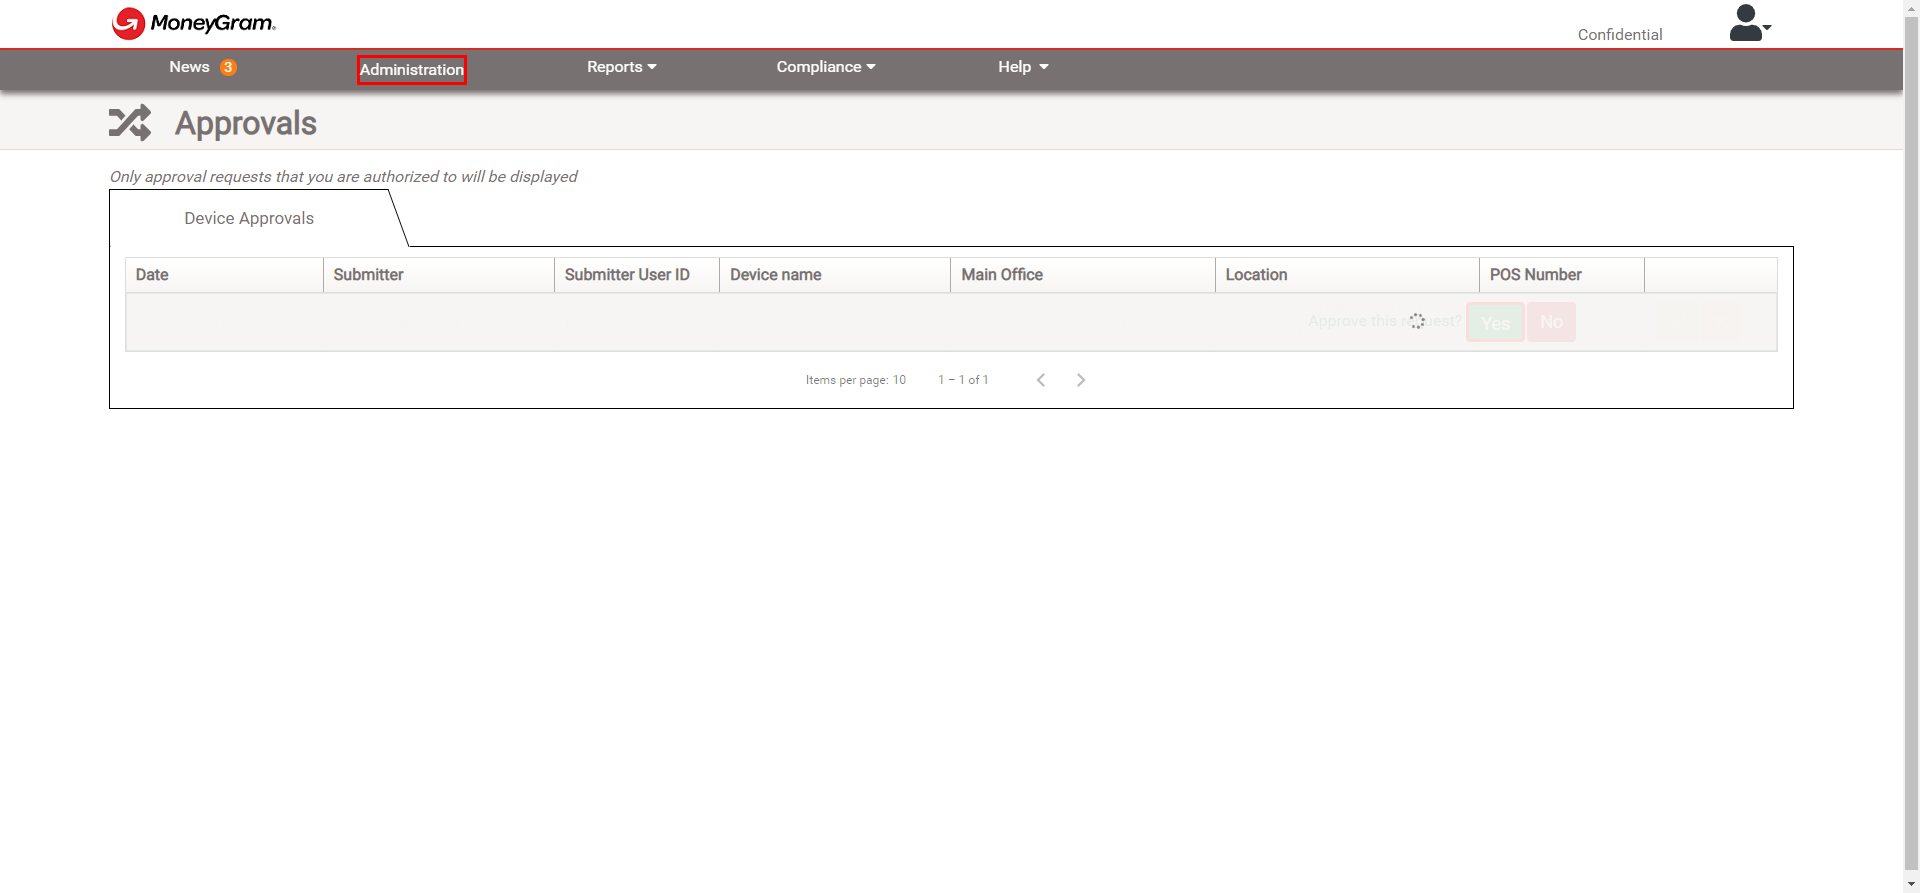 MoneyGram.
Confidential
News 3 Administration Reports Compliance Help
Approvals
Only approval requests that you are authorized to will be displayed
Device Approvals
Date Submitter Submitter User ID Device name Main Office Location POS Number
Approve this request? Yes No
Items per page: 10 1 – 1 of 1